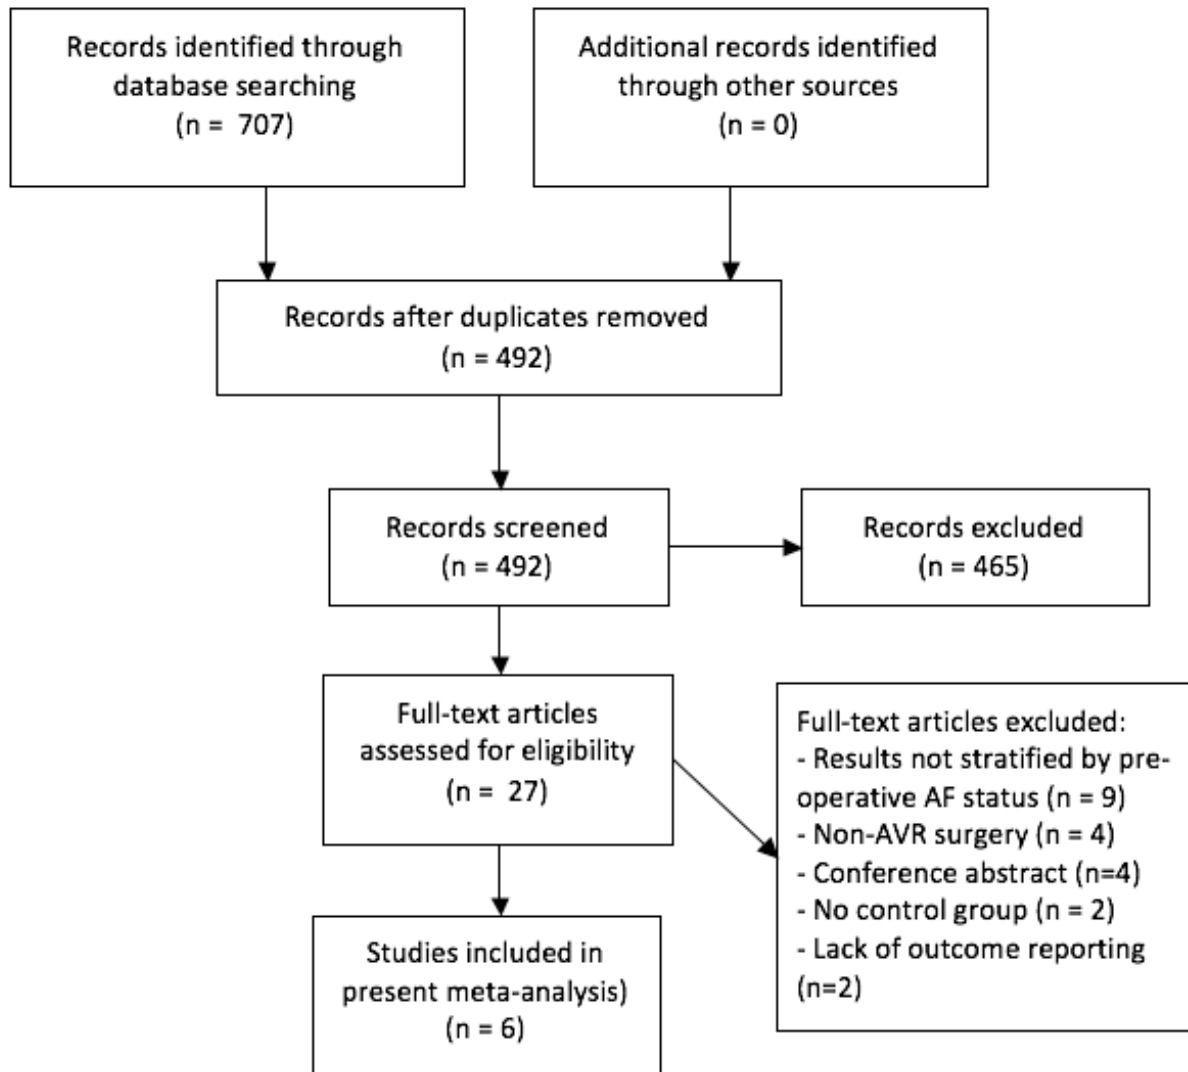 Records identified through
database searching
(n =  707)
Additional records identified
through other sources
(n = 0)
Records after duplicates removed
(n = 492)
Records screened
(n = 492)
Records excluded
(n = 465)
Full-text articles
assessed for eligibility
(n =  27)
Full-text articles excluded:
- Results not stratified by pre-
operative AF status (n = 9)
- Non-AVR surgery (n = 4)
- Conference abstract (n=4)
- No control group (n = 2)
- Lack of outcome reporting
(n=2)
Studies included in
present meta-analysis)
(n = 6)